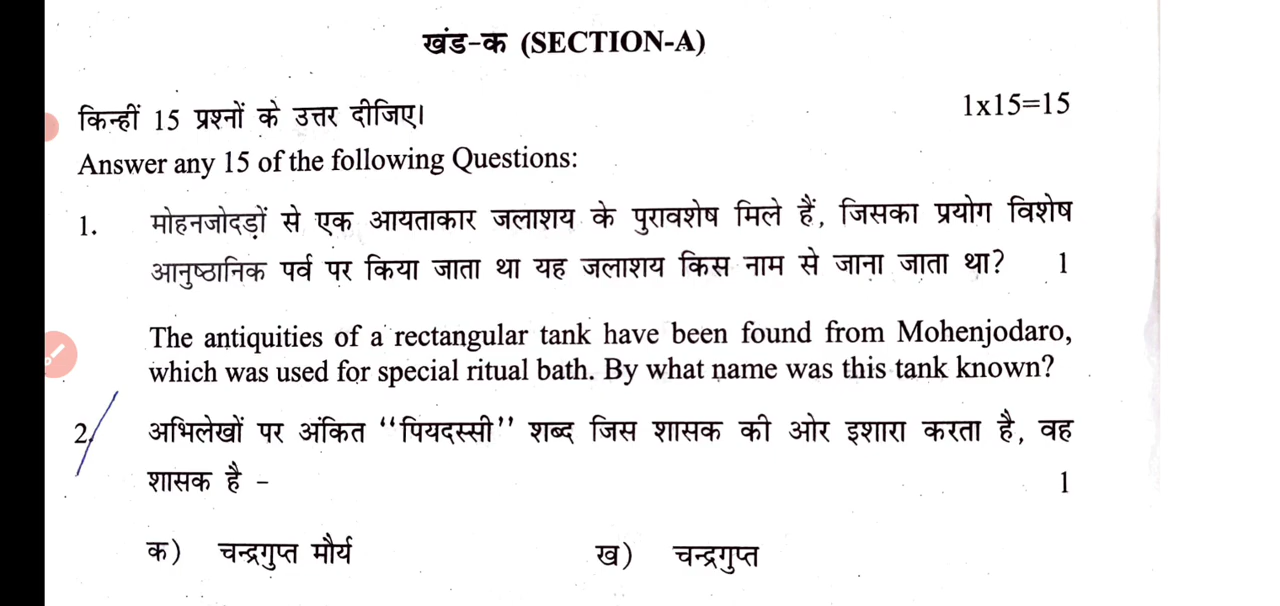 खंड-क (SECTION-A)
किन्हीं 15 प्रश्नों के उत्तर दीजिए। 1x15=15
Answer any 15 of the following Questions:
1. मोहनजोदड़ों से एक आयताकार जलाशय के पुरावशेष मिले हैं, जिसका प्रयोग विशेष
आनुष्ठानिक पर्व पर किया जाता था यह जलाशय किस नाम से जाना जाता था? 1
The antiquities of a rectangular tank have been found from Mohenjodaro,
which was used for special ritual bath. By what name was this tank known?
2. अभिलेखों पर अंकित ‘‘पियदस्सी’’ शब्द जिस शासक की ओर इशारा करता है, वह
शासक है - 1
क) चन्द्रगुप्त मौर्य ख) चन्द्रगुप्त